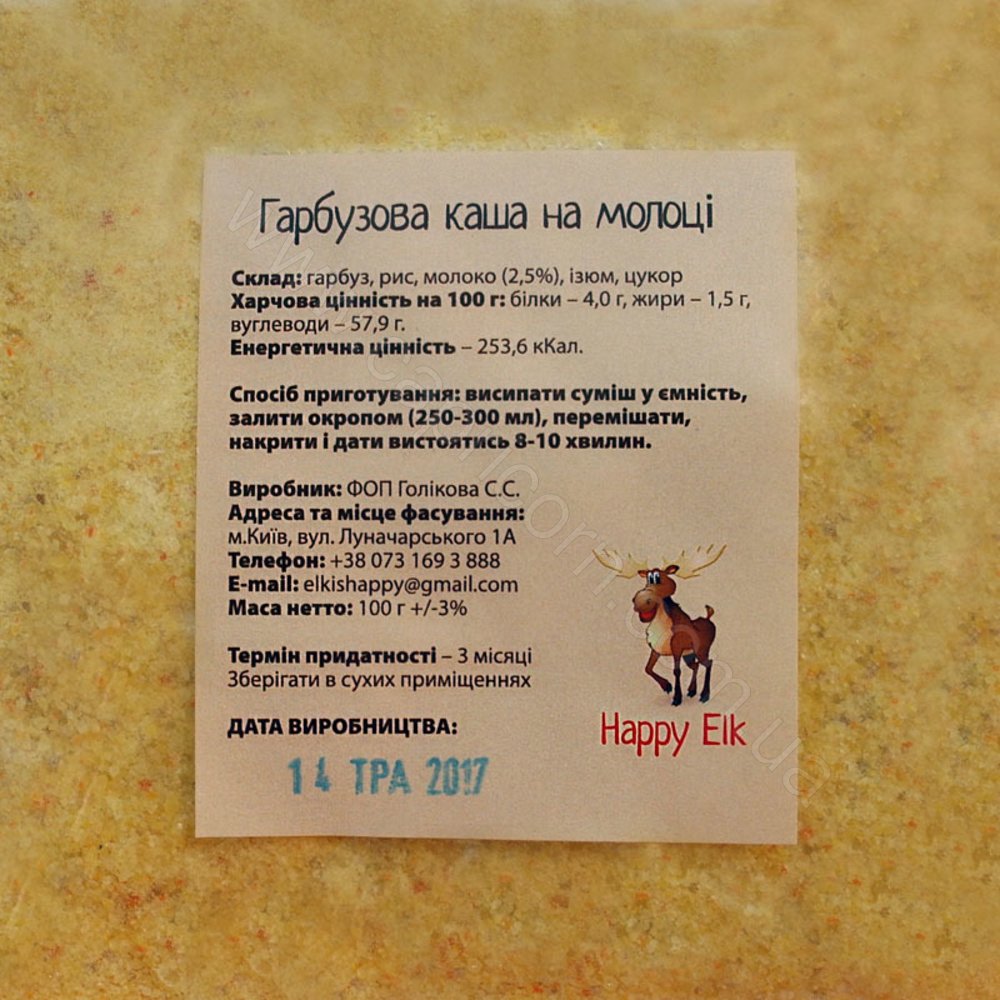 Гарбузова каша на молоці
Склад: гарбуз, рис, молоко (2,5%), ізюм, цукор
Харчова цінність на 100 г: білки – 4,0 г, жири – 1,5 г,
вуглеводи – 57,9 г.
Енергетична цінність – 253,6 кКал.
Спосіб приготування: висипати суміш у ємність,
залити окропом (250-300 мл), перемішати,
накрити і дати вистоятись 8-10 хвилин.
Виробник: ФОП Голікова С.С.
Адреса та місце фасування:
м.Київ, вул. Луначарського 1А
Телефон: +38 073 169 3 888
E-mail: elkishappy@gmail.com
Маса нетто: 100 г +/-3%
Термін придатності – 3 місяці
Зберігати в сухих приміщеннях
ДАТА ВИРОБНИЦТВА:
14 ТРА 2017
Happy Elk